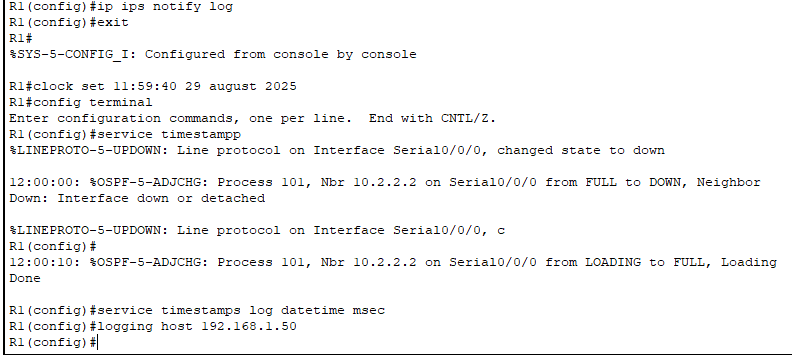 R1(config)#ip ips notify log
R1(config)#exit
R1#
%SYS-5-CONFIG_I: Configured from console by console
R1#clock set 11:59:40 29 august 2025
R1#config terminal
Enter configuration commands, one per line.  End with CNTL/Z.
R1(config)#service timestampp
%LINEPROTO-5-UPDOWN: Line protocol on Interface Serial0/0/0, changed state to down
12:00:00: %OSPF-5-ADJCHG: Process 101, Nbr 10.2.2.2 on Serial0/0/0 from FULL to DOWN, Neighbor
Down: Interface down or detached
%LINEPROTO-5-UPDOWN: Line protocol on Interface Serial0/0/0, c
R1(config)#
12:00:10: %OSPF-5-ADJCHG: Process 101, Nbr 10.2.2.2 on Serial0/0/0 from LOADING to FULL, Loading
Done
R1(config)#service timestamps log datetime msec
R1(config)#logging host 192.168.1.50
R1(config)#